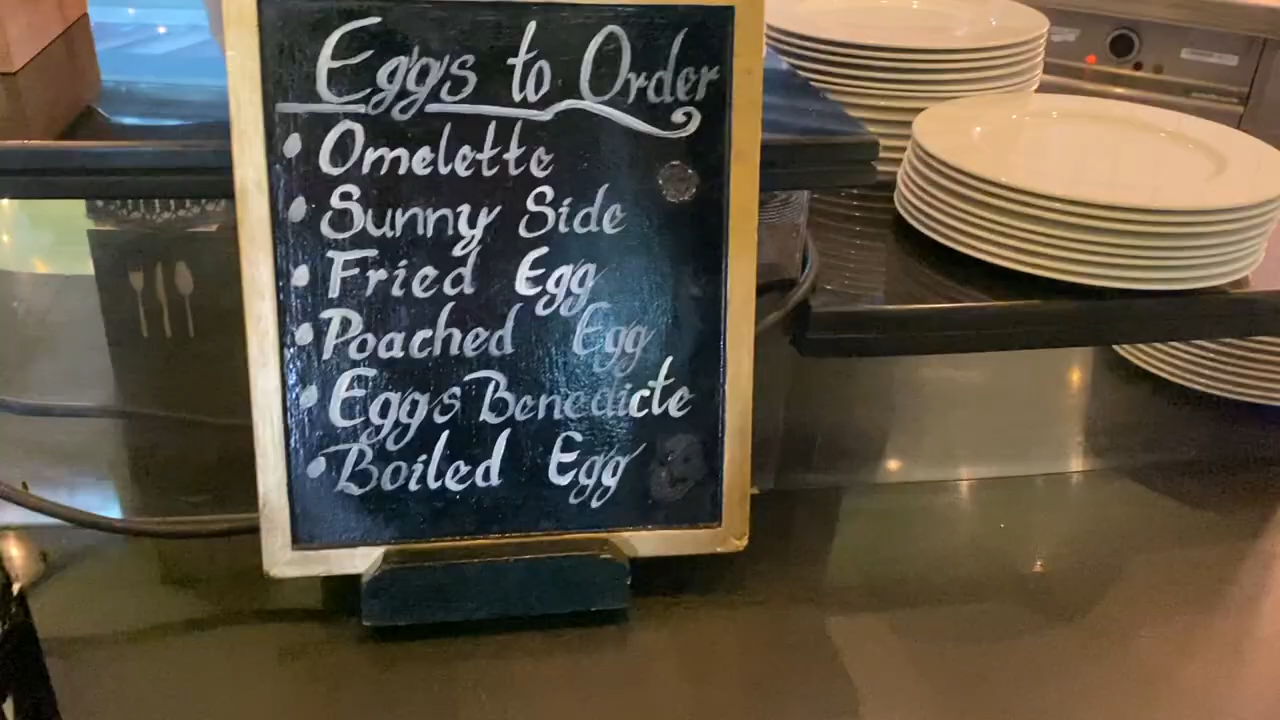 Eggs to Order
• Omelette
• Sunny Side
• Fried Egg
• Poached Egg
• Eggs Benedicte
• Boiled Egg